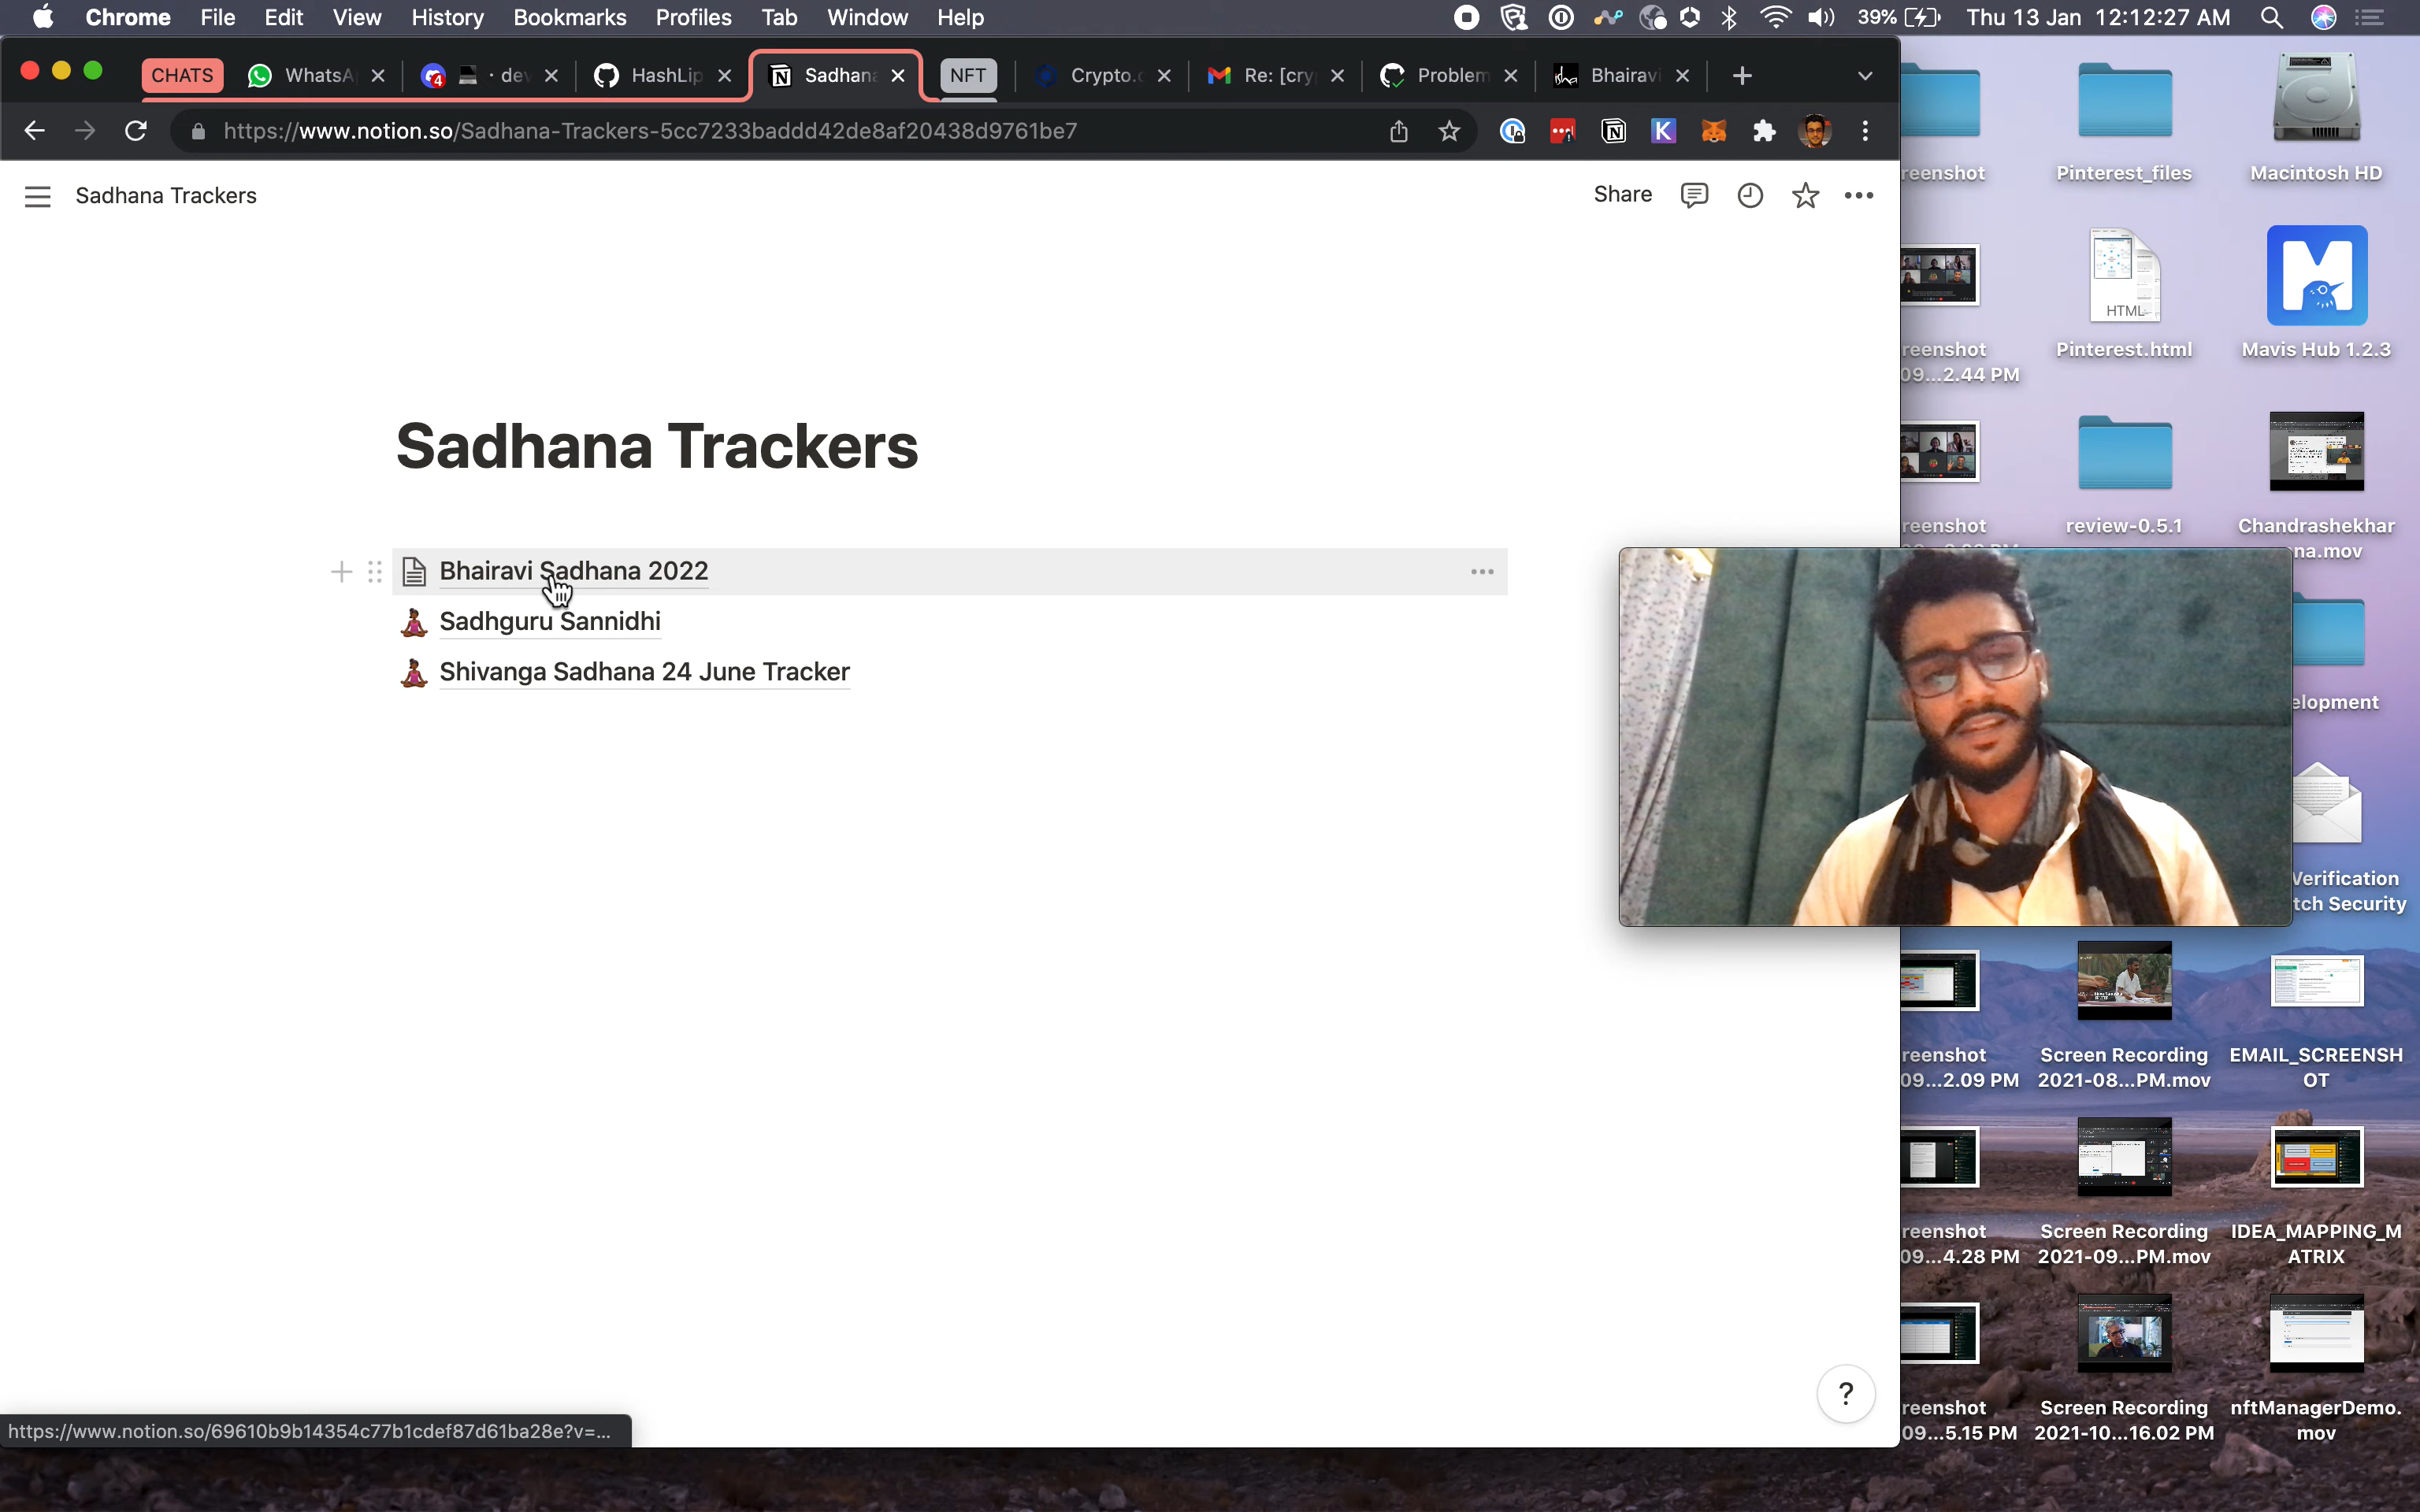 Chrome File Edit View History Bookmarks Profiles Tab Window Help
39% Thu 13 Jan 12:12:27 AM
CHATS WhatsA · dev HashLip Sadhana NFT Crypto. Re: [cry Problem Bhairavi
https://www.notion.so/Sadhana-Trackers-5cc7233baddd42de8af20438d9761be7
Sadhana Trackers
Share
Sadhana Trackers
Bhairavi Sadhana 2022
Sadhguru Sannidhi
Shivanga Sadhana 24 June Tracker
?
https://www.notion.so/69610b9b14354c77b1cdef87d61ba28e?v=...
reenshot Pinterest_files Macintosh HD
HTML
reenshot Pinterest.html Mavis Hub 1.2.3
09...2.44 PM
reenshot review-0.5.1 Chandrashekhar
na.mov
elopment
Verification
tch Security
reenshot Screen Recording EMAIL_SCREENSH
09...2.09 PM 2021-08...PM.mov OT
reenshot Screen Recording IDEA_MAPPING_M
09...4.28 PM 2021-09...PM.mov ATRIX
reenshot Screen Recording nftManagerDemo.
09...5.15 PM 2021-10...16.02 PM mov